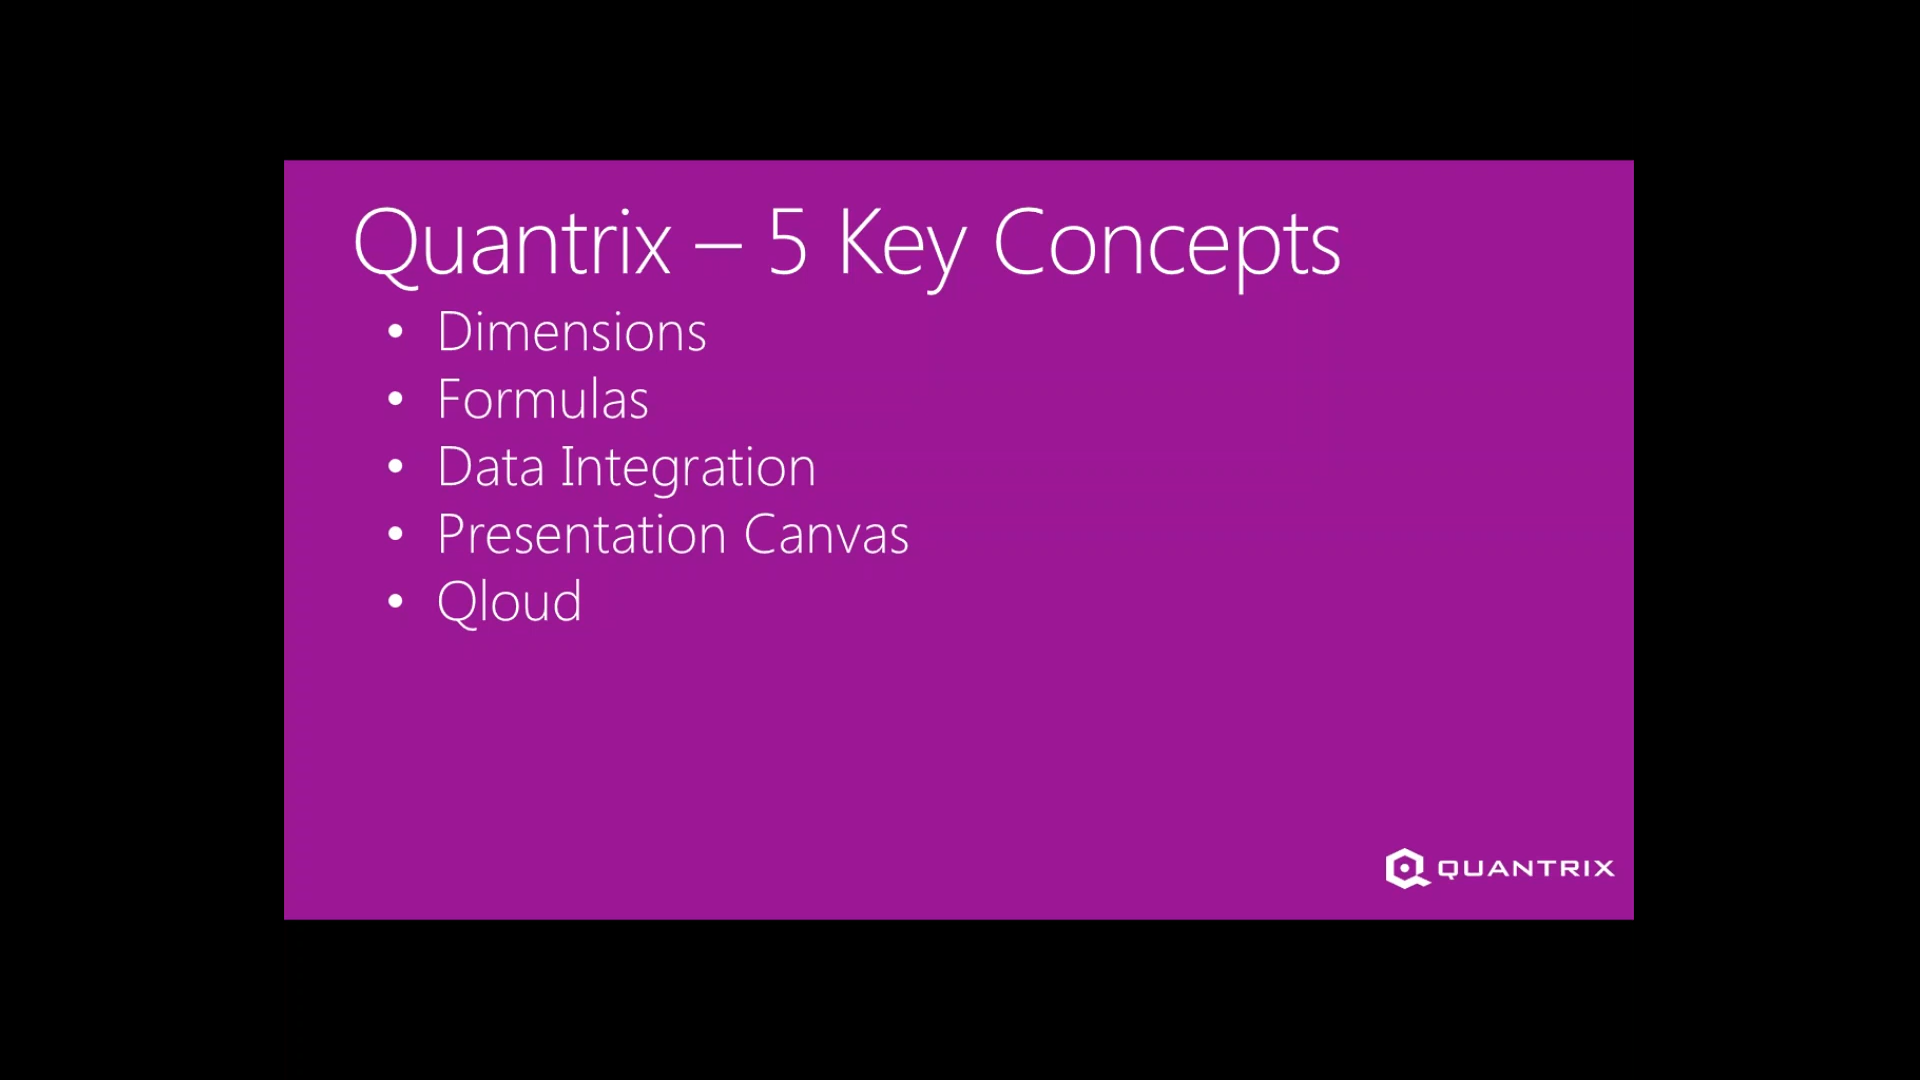 Quantrix – 5 Key Concepts
• Dimensions
• Formulas
• Data Integration
• Presentation Canvas
• Qloud
QUANTRIX